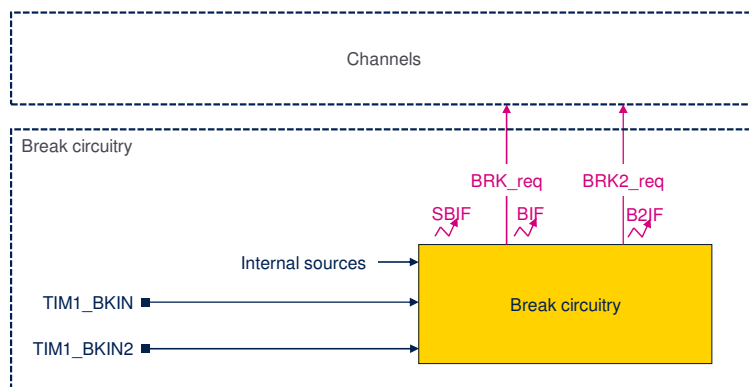 Channels
Break circuitry
BRK_req
BRK2_req
SBIF
BIF
B2IF
Internal sources
TIM1_BKIN
Break circuitry
TIM1_BKIN2